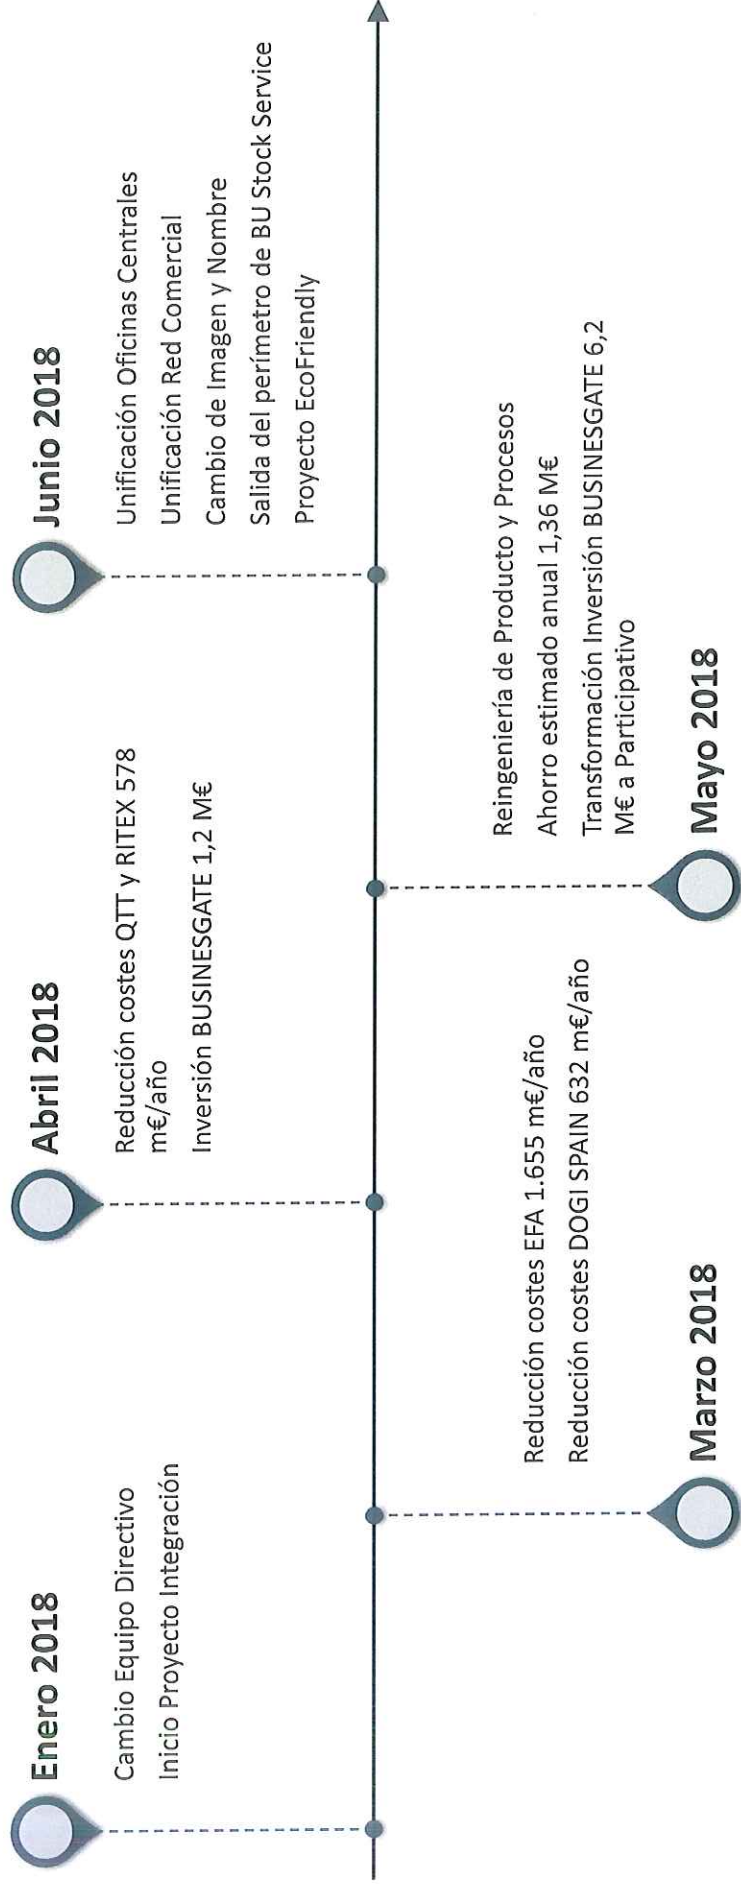 Enero 2018
Cambio Equipo Directivo
Inicio Proyecto Integración
Marzo 2018
Reducción costes EFA 1.655 m€/año
Reducción costes DOGI SPAIN 632 m€/año
Abril 2018
Reducción costes QTT y RITEX 578
m€/año
Inversión BUSINESGATE 1,2 M€
Mayo 2018
Reingeniería de Producto y Procesos
Ahorro estimado anual 1,36 M€
Transformación Inversión BUSINESGATE 6,2
M€ a Participativo
Junio 2018
Unificación Oficinas Centrales
Unificación Red Comercial
Cambio de Imagen y Nombre
Salida del perímetro de BU Stock Service
Proyecto EcoFriendly